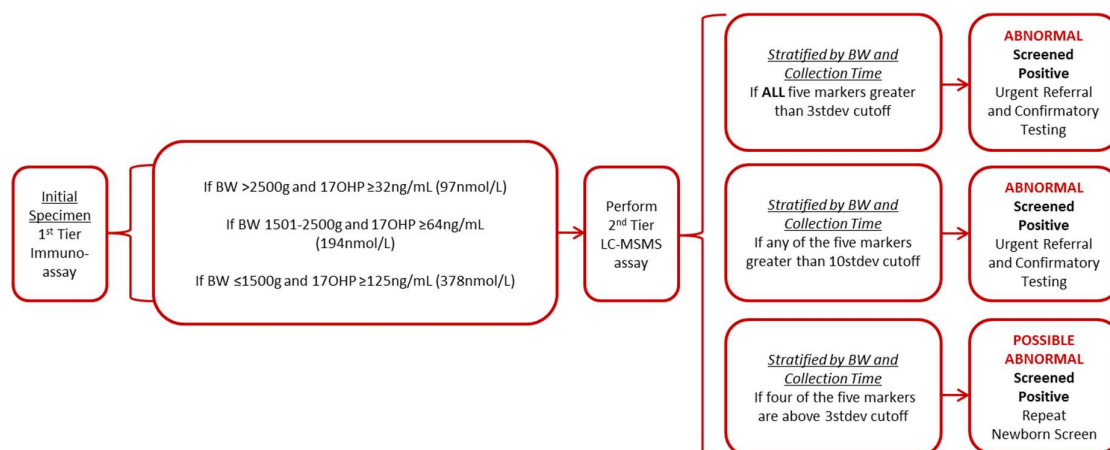 Initial
Specimen
1st Tier
Immuno-
assay
If BW >2500g and 17OHP ≥32ng/mL (97nmol/L)
If BW 1501-2500g and 17OHP ≥64ng/mL
(194nmol/L)
If BW ≤1500g and 17OHP ≥125ng/mL (378nmol/L)
Perform
2nd Tier
LC-MSMS
assay
Stratified by BW and
Collection Time
If ALL five markers greater
than 3stdev cutoff
ABNORMAL
Screened
Positive
Urgent Referral
and Confirmatory
Testing
Stratified by BW and
Collection Time
If any of the five markers
greater than 10stdev cutoff
ABNORMAL
Screened
Positive
Urgent Referral
and Confirmatory
Testing
Stratified by BW and
Collection Time
If four of the five markers
are above 3stdev cutoff
POSSIBLE
ABNORMAL
Screened
Positive
Repeat
Newborn Screen